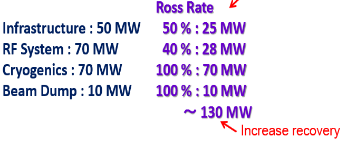 Ross Rate
Infrastructure : 50 MW 50 % : 25 MW
RF System : 70 MW 40 % : 28 MW
Cryogenics : 70 MW 100 % : 70 MW
Beam Dump : 10 MW 100 % : 10 MW
～ 130 MW
Increase recovery